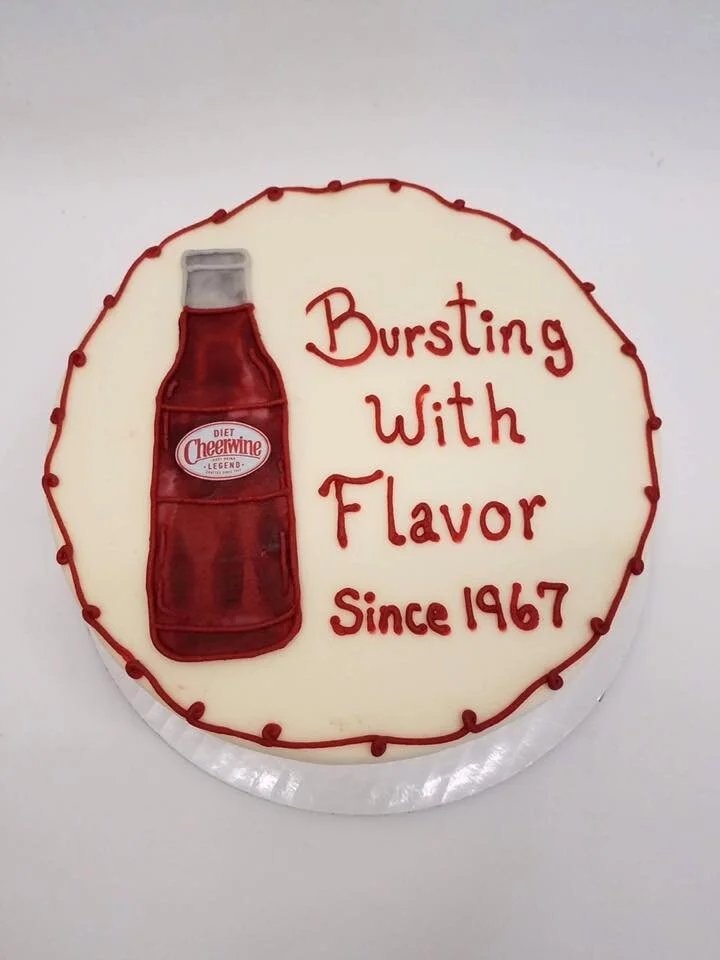 DIET
Cheerwine
LEGEND
Bursting
With
Flavor
Since 1967